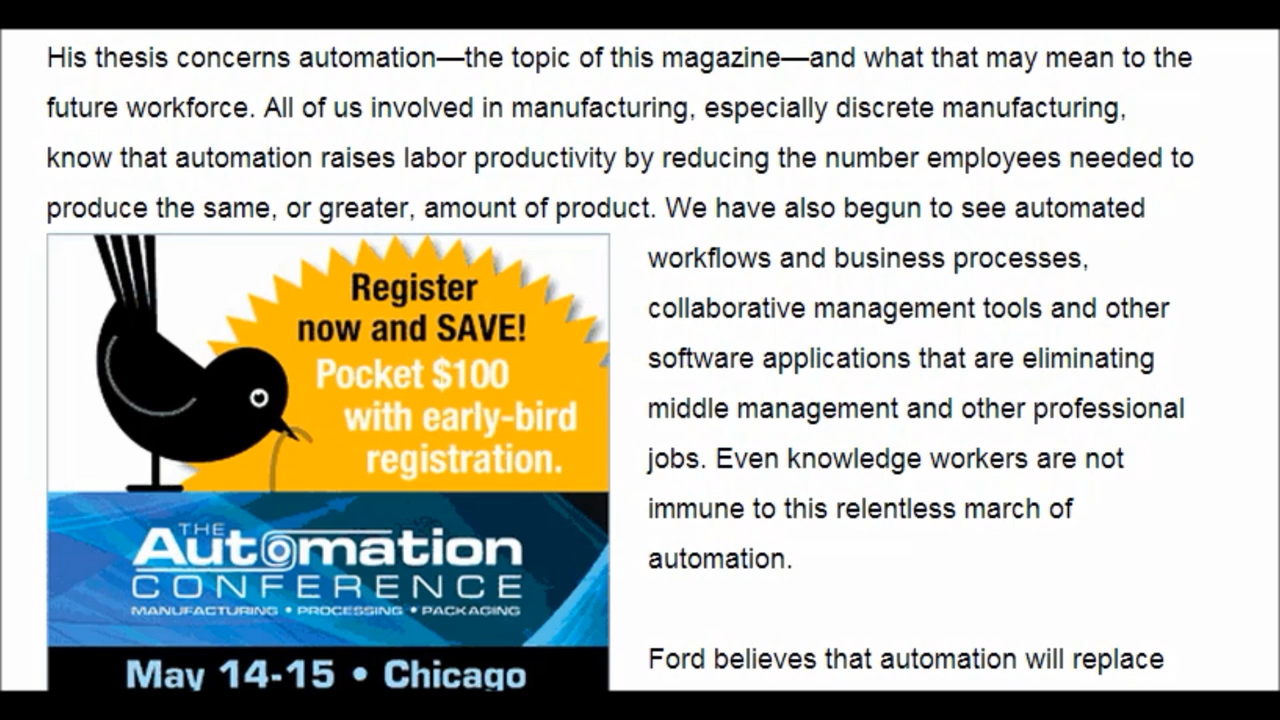 His thesis concerns automation—the topic of this magazine—and what that may mean to the
future workforce. All of us involved in manufacturing, especially discrete manufacturing,
know that automation raises labor productivity by reducing the number employees needed to
produce the same, or greater, amount of product. We have also begun to see automated
workflows and business processes,
collaborative management tools and other
software applications that are eliminating
middle management and other professional
jobs. Even knowledge workers are not
immune to this relentless march of
automation.
Ford believes that automation will replace
Register
now and SAVE!
Pocket $100
with early-bird
registration.
THE
Automation
CONFERENCE
MANUFACTURING • PROCESSING • PACKAGING
May 14-15 • Chicago